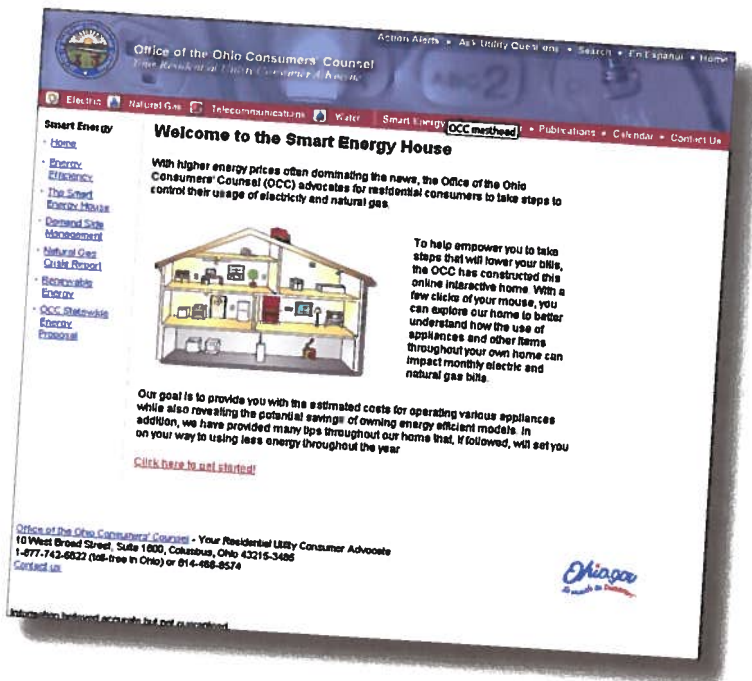 Action Alerts • Ask Utility Questions • Search • En Español • Home
Office of the Ohio Consumers' Counsel
Your Residential Utility Consumer Advocate
Electric Natural Gas Telecommunications Water Smart Energy OCC masthead • Publications • Calendar • Contact Us
Smart Energy
Home
Energy
Efficiency
The Smart
Energy House
Demand Side
Management
Natural Gas
Crisis Report
Renewable
Energy
OCC Statewide
Energy
Proposal
Welcome to the Smart Energy House
With higher energy prices often dominating the news, the Office of the Ohio
Consumers' Counsel (OCC) advocates for residential consumers to take steps to
control their usage of electricity and natural gas.
To help empower you to take
steps that will lower your bills,
the OCC has constructed this
online interactive home. With a
few clicks of your mouse, you
can explore our home to better
understand how the use of
appliances and other items
throughout your own home can
impact monthly electric and
natural gas bills.
Our goal is to provide you with the estimated costs for operating various appliances
while also revealing the potential savings of owning energy efficient models. In
addition, we have provided many tips throughout our home that, if followed, will set you
on your way to using less energy throughout the year
Click here to get started!
Office of the Ohio Consumers' Counsel - Your Residential Utility Consumer Advocate
10 West Broad Street, Suite 1800, Columbus, Ohio 43215-3485
1-877-742-5622 (toll-free in Ohio) or 614-466-8574
Contact us
Ohio.gov
Information believed accurate but not guaranteed